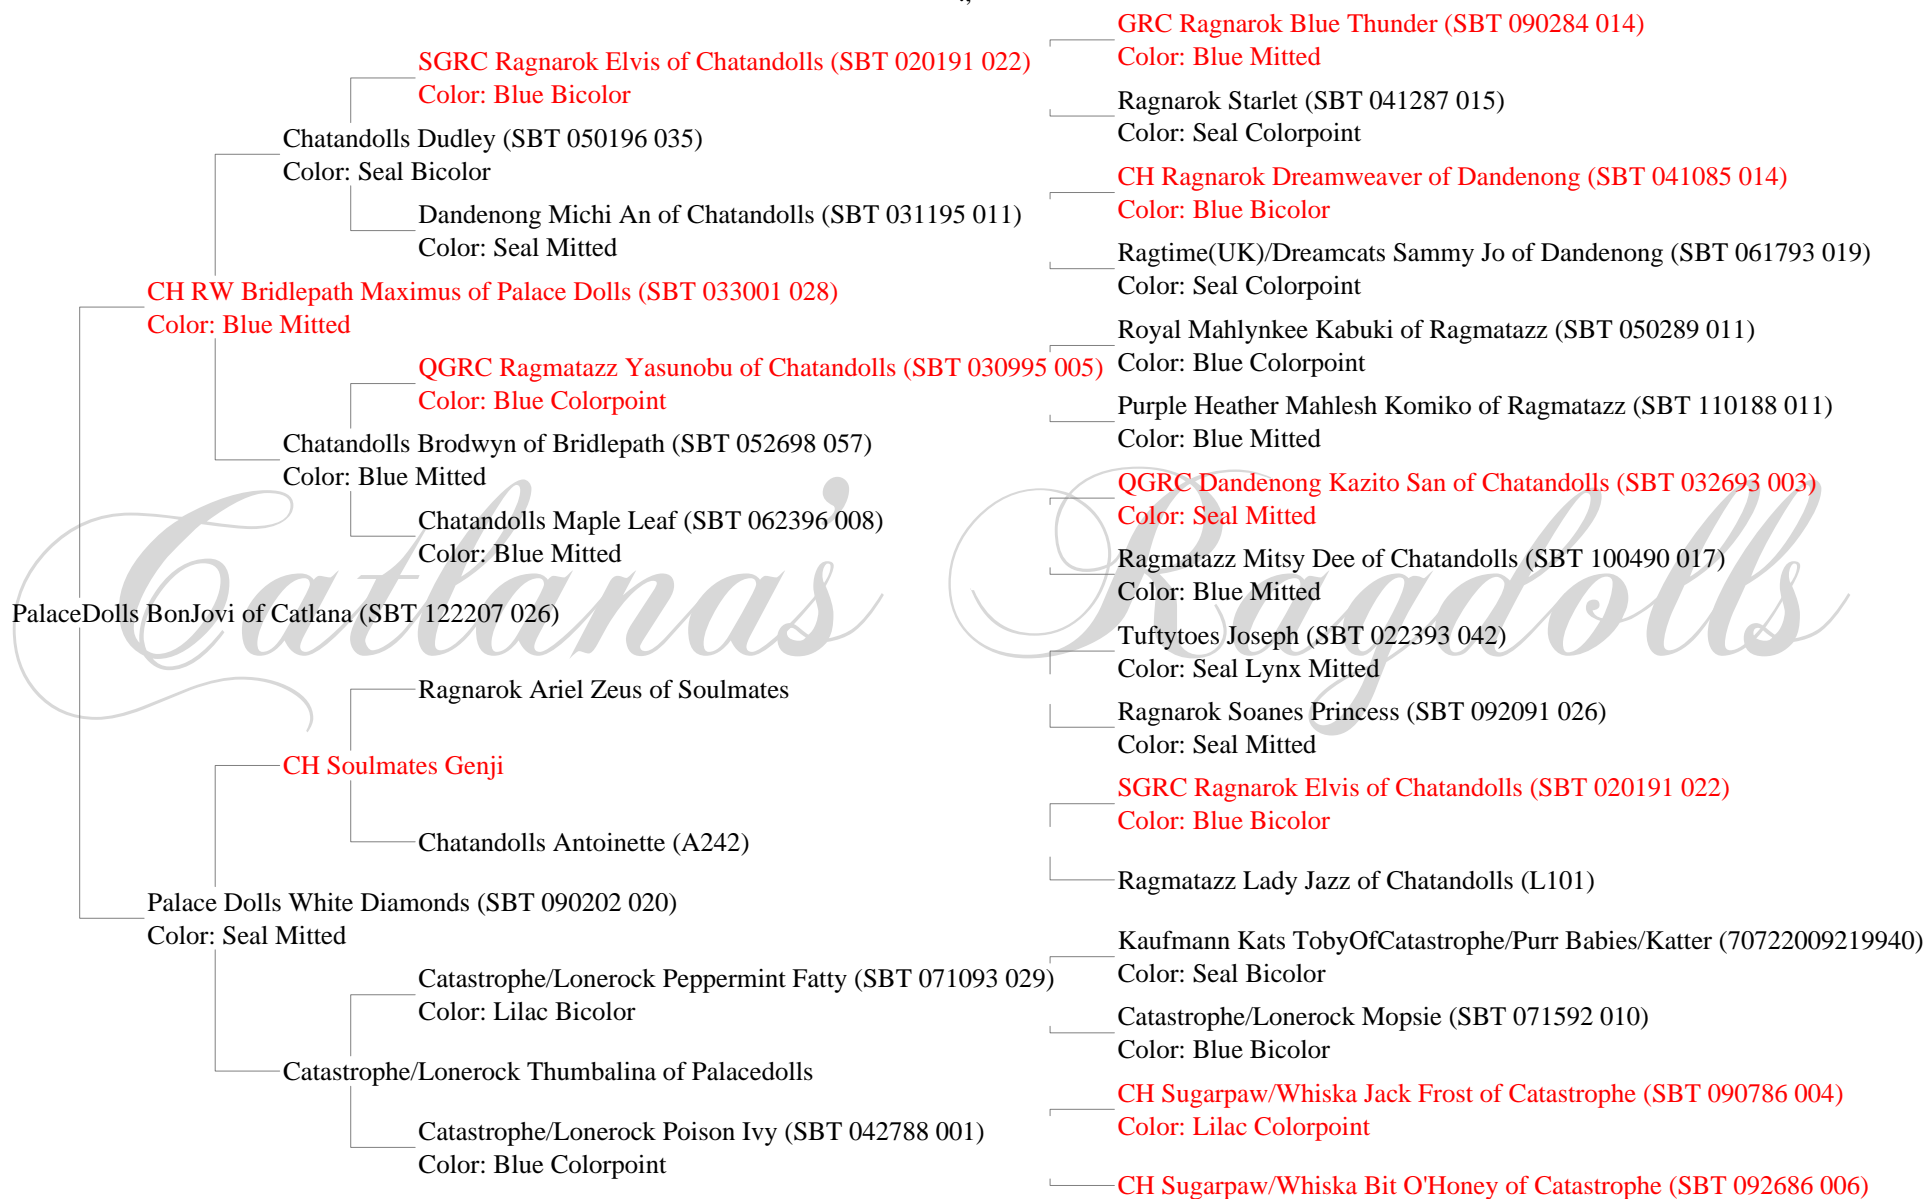 PalaceDolls BonJovi of Catlana (SBT 122207 026)
CH RW Bridlepath Maximus of Palace Dolls (SBT 033001 028)
Color: Blue Mitted
Palace Dolls White Diamonds (SBT 090202 020)
Color: Seal Mitted
Chatandolls Dudley (SBT 050196 035)
Color: Seal Bicolor
Chatandolls Brodwyn of Bridlepath (SBT 052698 057)
Color: Blue Mitted
CH Soulmates Genji
Catastrophe/Lonerock Thumbalina of Palacedolls
SGRC Ragnarok Elvis of Chatandolls (SBT 020191 022)
Color: Blue Bicolor
Dandenong Michi An of Chatandolls (SBT 031195 011)
Color: Seal Mitted
QGRC Ragmatazz Yasunobu of Chatandolls (SBT 030995 005)
Color: Blue Colorpoint
Chatandolls Maple Leaf (SBT 062396 008)
Color: Blue Mitted
Ragnarok Ariel Zeus of Soulmates
Chatandolls Antoinette (A242)
Catastrophe/Lonerock Peppermint Fatty (SBT 071093 029)
Color: Lilac Bicolor
Catastrophe/Lonerock Poison Ivy (SBT 042788 001)
Color: Blue Colorpoint
GRC Ragnarok Blue Thunder (SBT 090284 014)
Color: Blue Mitted
Ragnarok Starlet (SBT 041287 015)
Color: Seal Colorpoint
CH Ragnarok Dreamweaver of Dandenong (SBT 041085 014)
Color: Blue Bicolor
Ragtime(UK)/Dreamcats Sammy Jo of Dandenong (SBT 061793 019)
Color: Seal Colorpoint
Royal Mahlynkee Kabuki of Ragmatazz (SBT 050289 011)
Color: Blue Colorpoint
Purple Heather Mahlesh Komiko of Ragmatazz (SBT 110188 011)
Color: Blue Mitted
QGRC Dandenong Kazito San of Chatandolls (SBT 032693 003)
Color: Seal Mitted
Ragmatazz Mitsy Dee of Chatandolls (SBT 100490 017)
Color: Blue Mitted
Tuftytoes Joseph (SBT 022393 042)
Color: Seal Lynx Mitted
Ragnarok Soanes Princess (SBT 092091 026)
Color: Seal Mitted
SGRC Ragnarok Elvis of Chatandolls (SBT 020191 022)
Color: Blue Bicolor
Ragmatazz Lady Jazz of Chatandolls (L101)
Kaufmann Kats TobyOfCatastrophe/Purr Babies/Katter (70722009219940)
Color: Seal Bicolor
Catastrophe/Lonerock Mopsie (SBT 071592 010)
Color: Blue Bicolor
CH Sugarpaw/Whiska Jack Frost of Catastrophe (SBT 090786 004)
Color: Lilac Colorpoint
CH Sugarpaw/Whiska Bit O'Honey of Catastrophe (SBT 092686 006)
Catlanas' Ragdolls